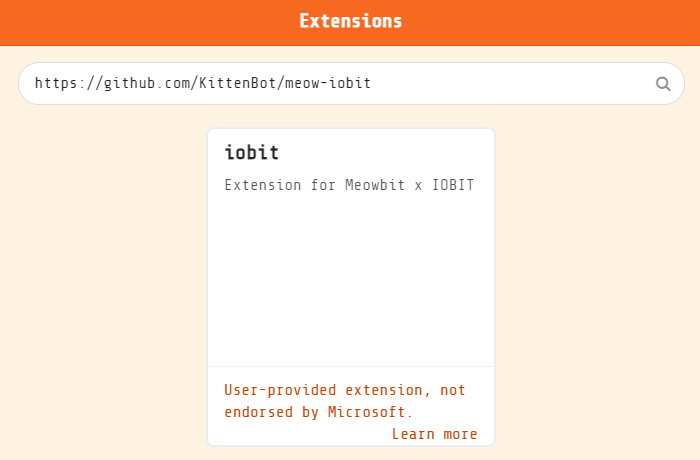 Extensions
https://github.com/KittenBot/meow-iobit
iobit
Extension for Meowbit x IOBIT
User-provided extension, not
endorsed by Microsoft.
Learn more